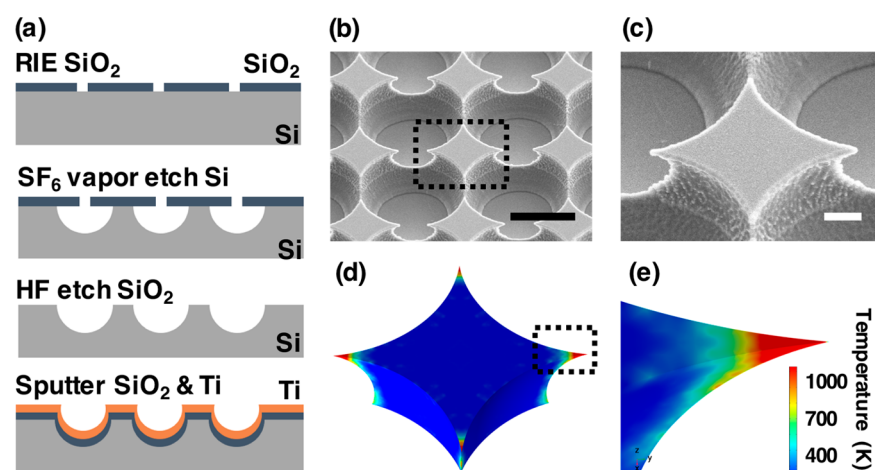 (a)
RIE SiO₂
SiO₂
Si
SF₆ vapor etch Si
Si
HF etch SiO₂
Si
Sputter SiO₂ & Ti
Ti
(b)
(c)
(d)
(e)
Temperature (K)
1000
700
400
z
y
x